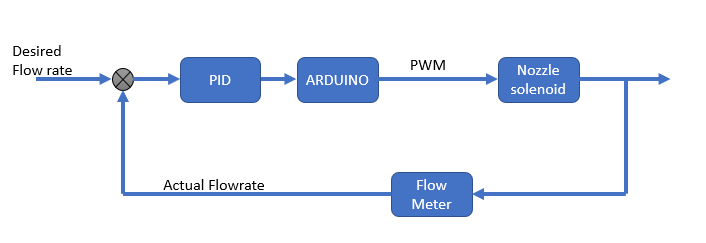 Desired
Flow rate
PID
ARDUINO
PWM
Nozzle
solenoid
Actual Flowrate
Flow
Meter